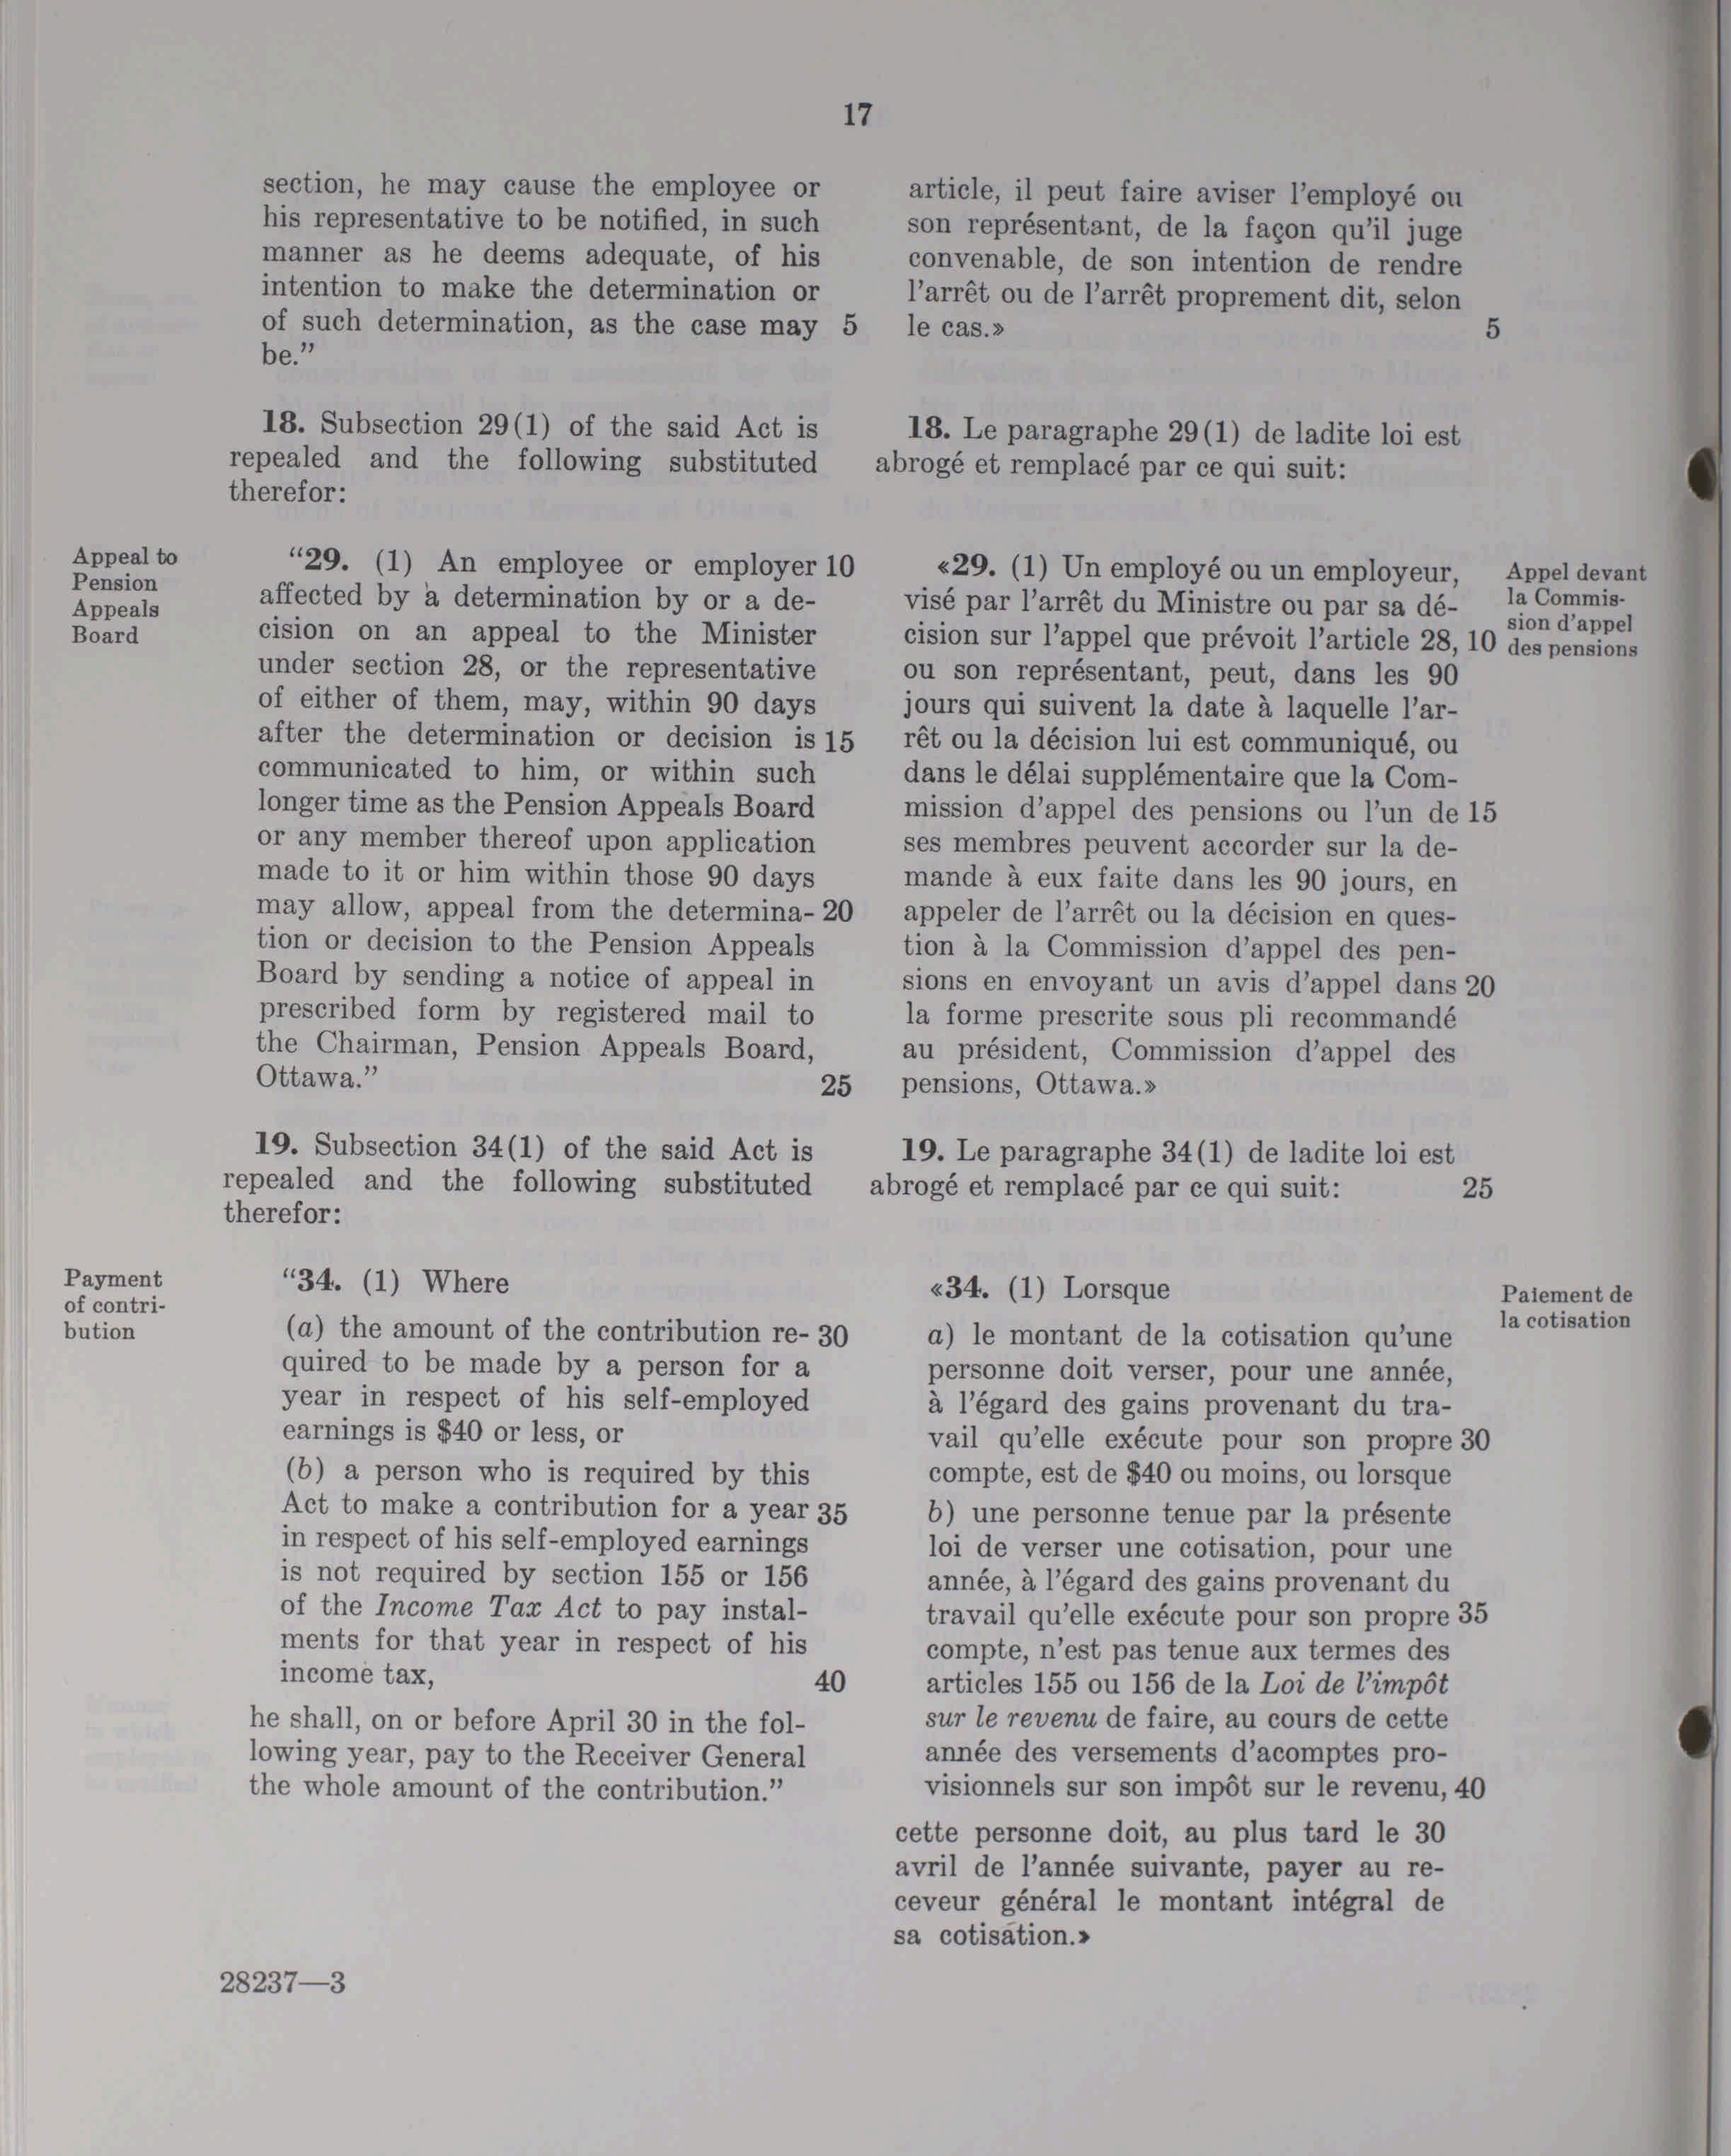 17
section, he may cause the employee or
his representative to be notified, in such
manner as he deems adequate, of his
intention to make the determination or
of such determination, as the case may 5
be.”
18. Subsection 29(1) of the said Act is
repealed and the following substituted
therefor:
Appeal to
Pension
Appeals
Board
“29. (1) An employee or employer 10
affected by a determination by or a de-
cision on an appeal to the Minister
under section 28, or the representative
of either of them, may, within 90 days
after the determination or decision is 15
communicated to him, or within such
longer time as the Pension Appeals Board
or any member thereof upon application
made to it or him within those 90 days
may allow, appeal from the determina- 20
tion or decision to the Pension Appeals
Board by sending a notice of appeal in
prescribed form by registered mail to
the Chairman, Pension Appeals Board,
Ottawa.” 25
19. Subsection 34(1) of the said Act is
repealed and the following substituted
therefor:
Payment
of contri-
bution
“34. (1) Where
(a) the amount of the contribution re- 30
quired to be made by a person for a
year in respect of his self-employed
earnings is $40 or less, or
(b) a person who is required by this
Act to make a contribution for a year 35
in respect of his self-employed earnings
is not required by section 155 or 156
of the Income Tax Act to pay instal-
ments for that year in respect of his
income tax, 40
he shall, on or before April 30 in the fol-
lowing year, pay to the Receiver General
the whole amount of the contribution.”
28237—3
article, il peut faire aviser l’employé ou
son représentant, de la façon qu’il juge
convenable, de son intention de rendre
l’arrêt ou de l’arrêt proprement dit, selon
le cas.» 5
18. Le paragraphe 29(1) de ladite loi est
abrogé et remplacé par ce qui suit:
«29. (1) Un employé ou un employeur,
visé par l’arrêt du Ministre ou par sa dé-
cision sur l’appel que prévoit l’article 28, 10
ou son représentant, peut, dans les 90
jours qui suivent la date à laquelle l’ar-
rêt ou la décision lui est communiqué, ou
dans le délai supplémentaire que la Com-
mission d’appel des pensions ou l’un de 15
ses membres peuvent accorder sur la de-
mande à eux faite dans les 90 jours, en
appeler de l’arrêt ou la décision en ques-
tion à la Commission d’appel des pen-
sions en envoyant un avis d’appel dans 20
la forme prescrite sous pli recommandé
au président, Commission d’appel des
pensions, Ottawa.»
Appel devant
la Commis-
sion d’appel
des pensions
19. Le paragraphe 34(1) de ladite loi est
abrogé et remplacé par ce qui suit: 25
«34. (1) Lorsque
a) le montant de la cotisation qu’une
personne doit verser, pour une année,
à l’égard des gains provenant du tra-
vail qu’elle exécute pour son propre 30
compte, est de $40 ou moins, ou lorsque
b) une personne tenue par la présente
loi de verser une cotisation, pour une
année, à l’égard des gains provenant du
travail qu’elle exécute pour son propre 35
compte, n’est pas tenue aux termes des
articles 155 ou 156 de la Loi de l’impôt
sur le revenu de faire, au cours de cette
année des versements d’acomptes pro-
visionnels sur son impôt sur le revenu, 40
cette personne doit, au plus tard le 30
avril de l’année suivante, payer au re-
ceveur général le montant intégral de
sa cotisation.»
Paiement de
la cotisation